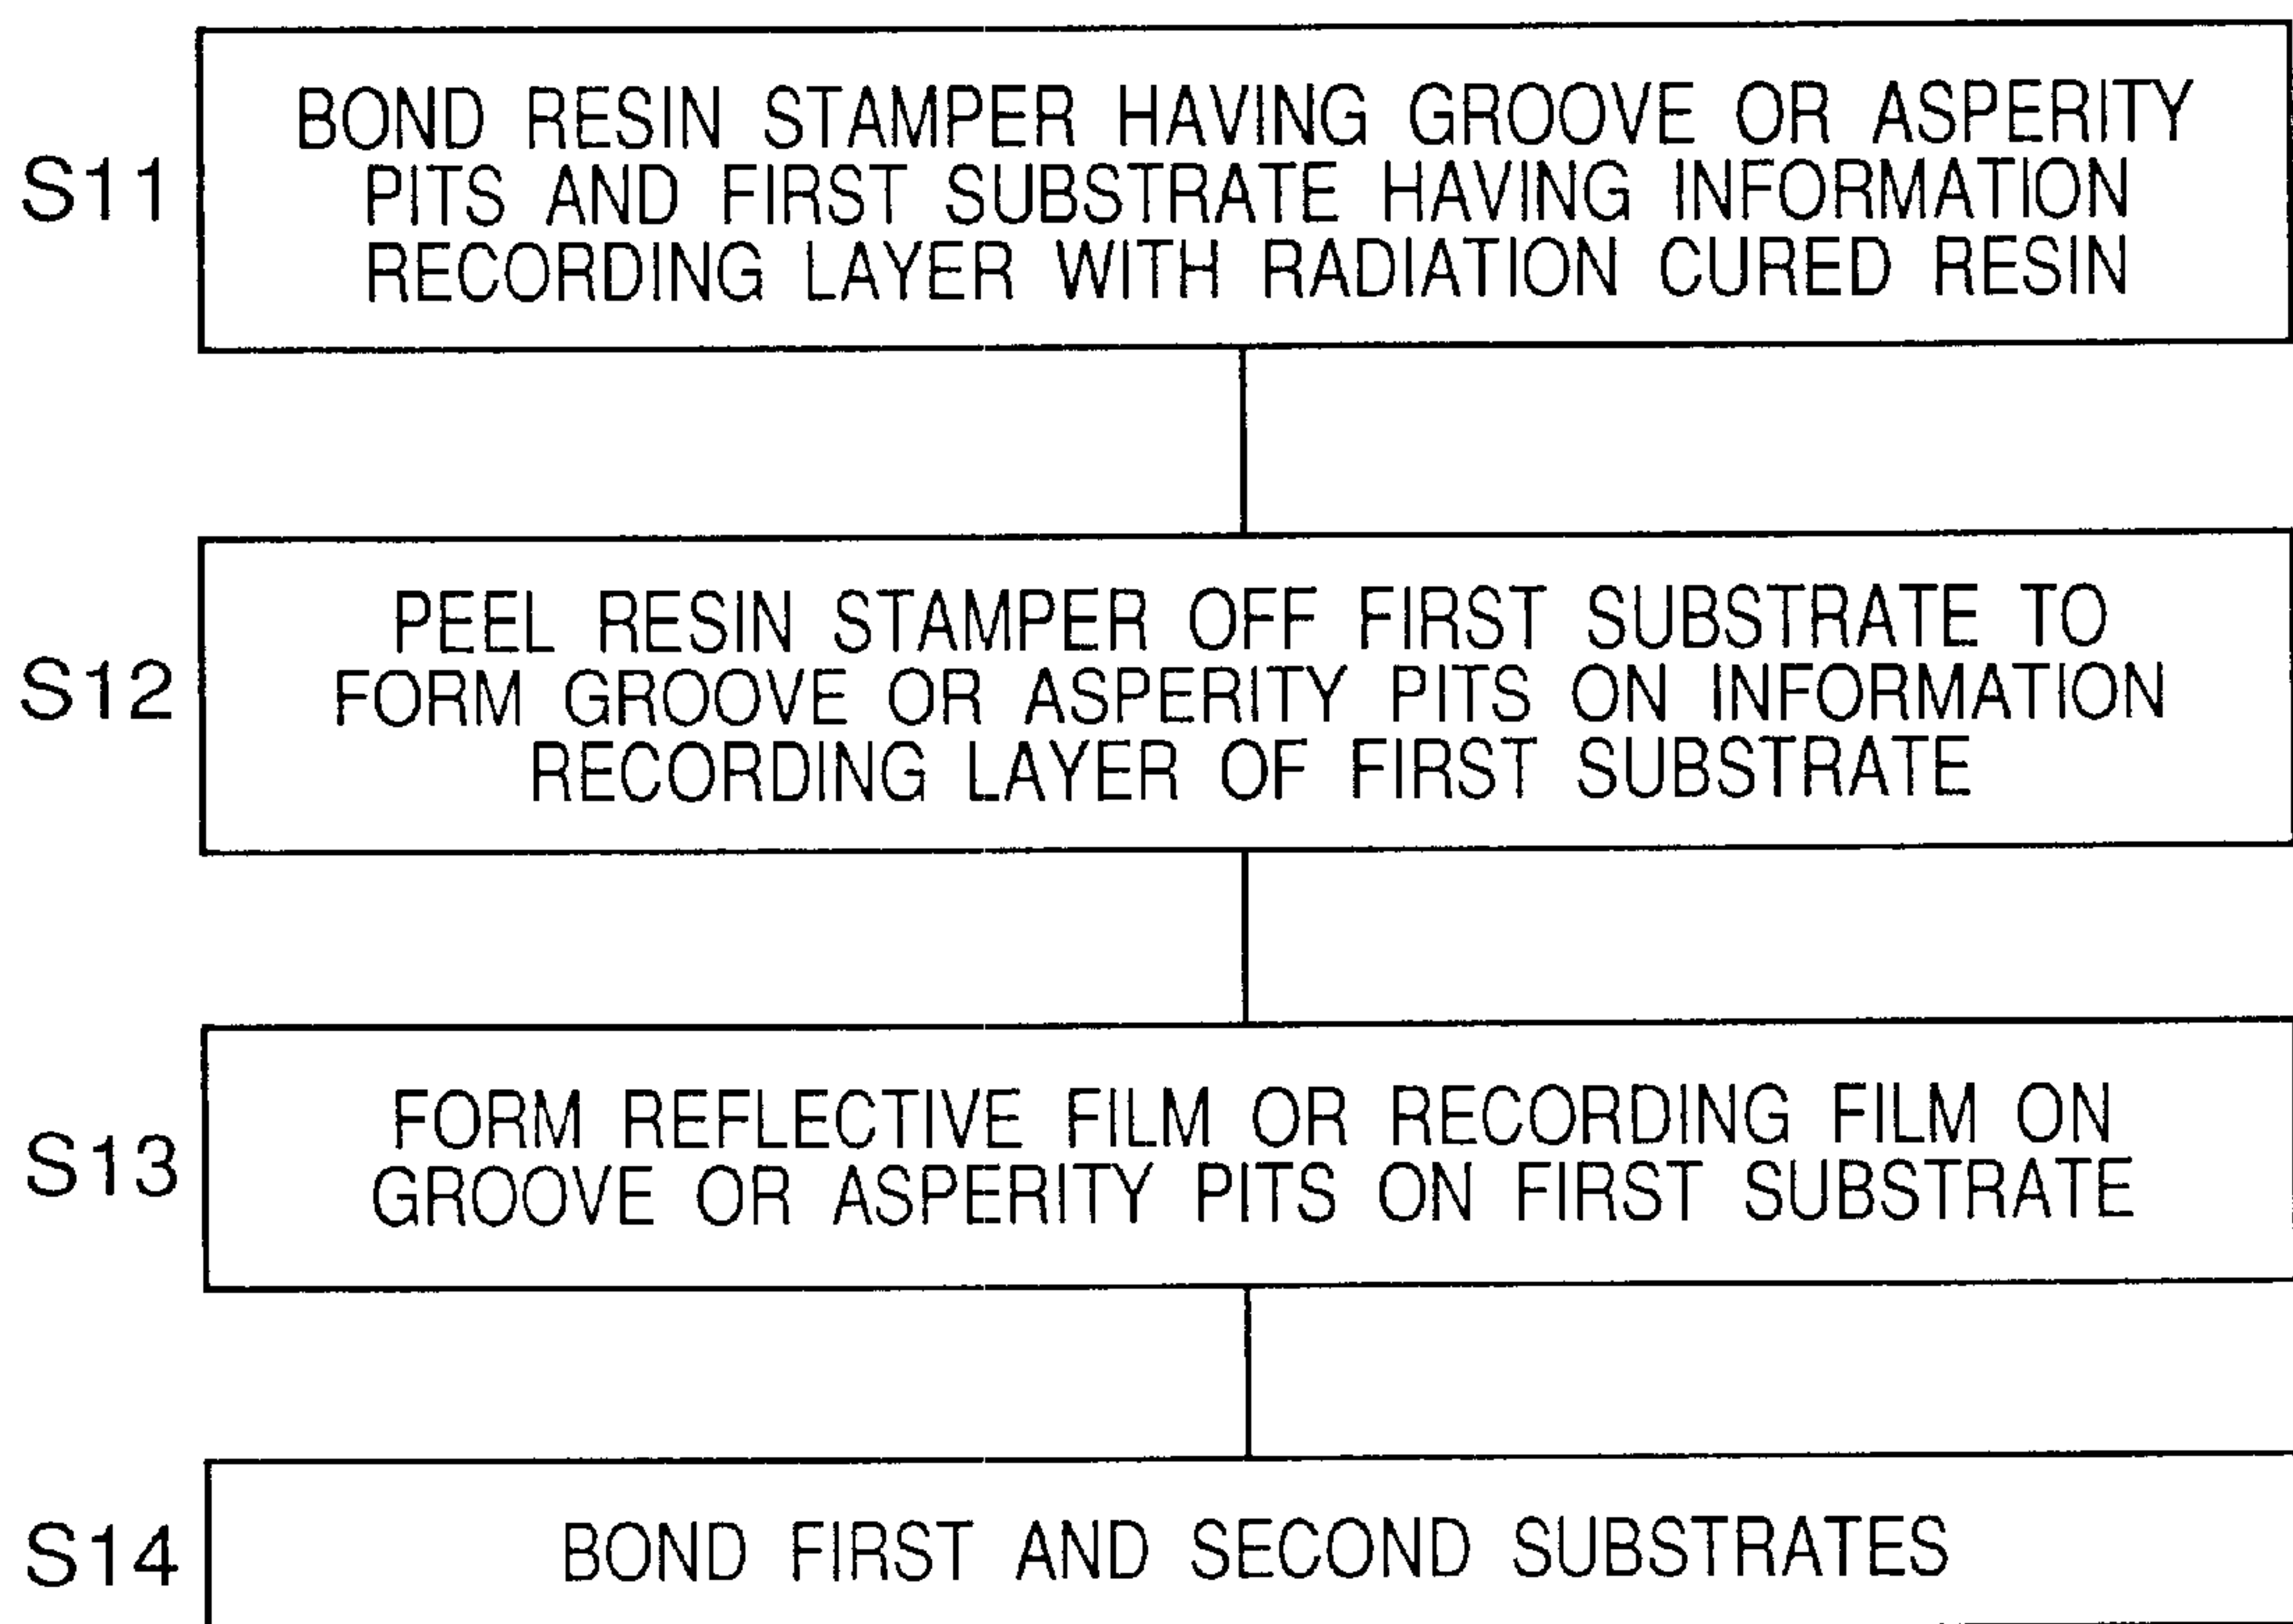 S11
BOND RESIN STAMPER HAVING GROOVE OR ASPERITY
PITS AND FIRST SUBSTRATE HAVING INFORMATION
RECORDING LAYER WITH RADIATION CURED RESIN
S12
PEEL RESIN STAMPER OFF FIRST SUBSTRATE TO
FORM GROOVE OR ASPERITY PITS ON INFORMATION
RECORDING LAYER OF FIRST SUBSTRATE
S13
FORM REFLECTIVE FILM OR RECORDING FILM ON
GROOVE OR ASPERITY PITS ON FIRST SUBSTRATE
S14
BOND FIRST AND SECOND SUBSTRATES